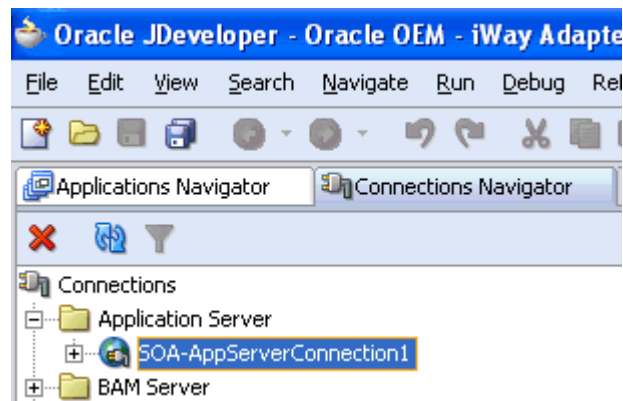 Oracle JDeveloper - Oracle OEM - iWay Adapte
File Edit View Search Navigate Run Debug Re
Applications Navigator Connections Navigator
Connections
Application Server
SOA-AppServerConnection1
BAM Server